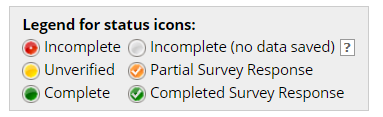 Legend for status icons:
Incomplete Incomplete (no data saved) ?
Unverified Partial Survey Response
Complete Completed Survey Response